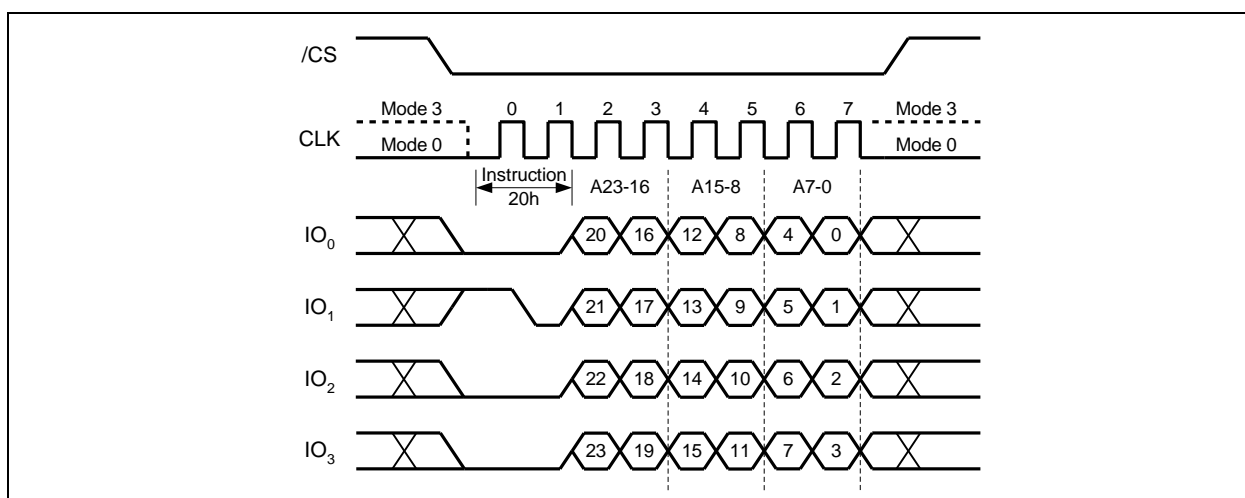 /CS
Mode 3 0 1 2 3 4 5 6 7 Mode 3
CLK
Mode 0 Mode 0
Instruction
20h
A23-16 A15-8 A7-0
IO0 20 16 12 8 4 0
IO1 21 17 13 9 5 1
IO2 22 18 14 10 6 2
IO3 23 19 15 11 7 3